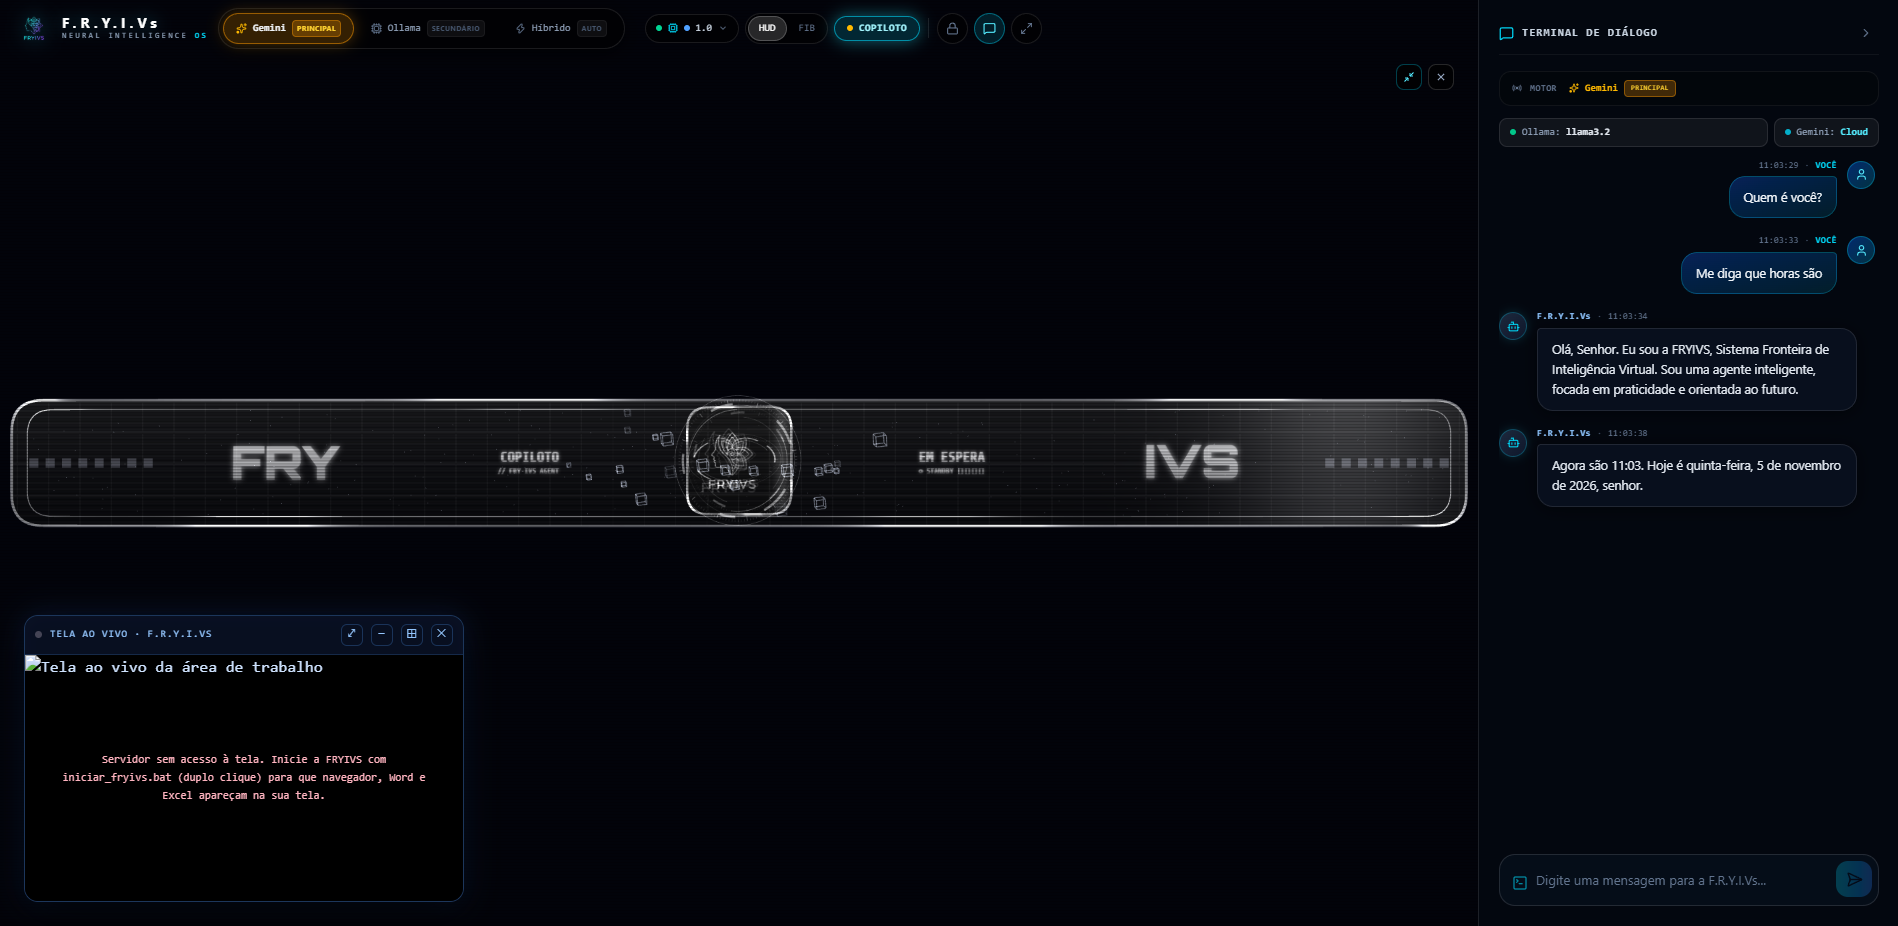 F.R.Y.I.Vs
NEURAL INTELLIGENCE OS
FRYIVS
Gemini PRINCIPAL
Ollama SECUNDÁRIO
Híbrido AUTO
1.0
HUD FIB
COPILOTO
TERMINAL DE DIÁLOGO
MOTOR Gemini PRINCIPAL
Ollama: llama3.2
Gemini: Cloud
11:03:29 · VOCÊ
Quem é você?
11:03:33 · VOCÊ
Me diga que horas são
F.R.Y.I.Vs · 11:03:34
Olá, Senhor. Eu sou a FRYIVS, Sistema Fronteira de
Inteligência Virtual. Sou uma agente inteligente,
focada em praticidade e orientada ao futuro.
F.R.Y.I.Vs · 11:03:38
Agora são 11:03. Hoje é quinta-feira, 5 de novembro
de 2026, senhor.
FRY
COPILOTO
// FRY-IVS AGENT
FRYIVS
EM ESPERA
STANDBY
IVS
TELA AO VIVO · F.R.Y.I.VS
Tela ao vivo da área de trabalho
Servidor sem acesso à tela. Inicie a FRYIVS com
iniciar_fryivs.bat (duplo clique) para que navegador, Word e
Excel apareçam na sua tela.
Digite uma mensagem para a F.R.Y.I.Vs...